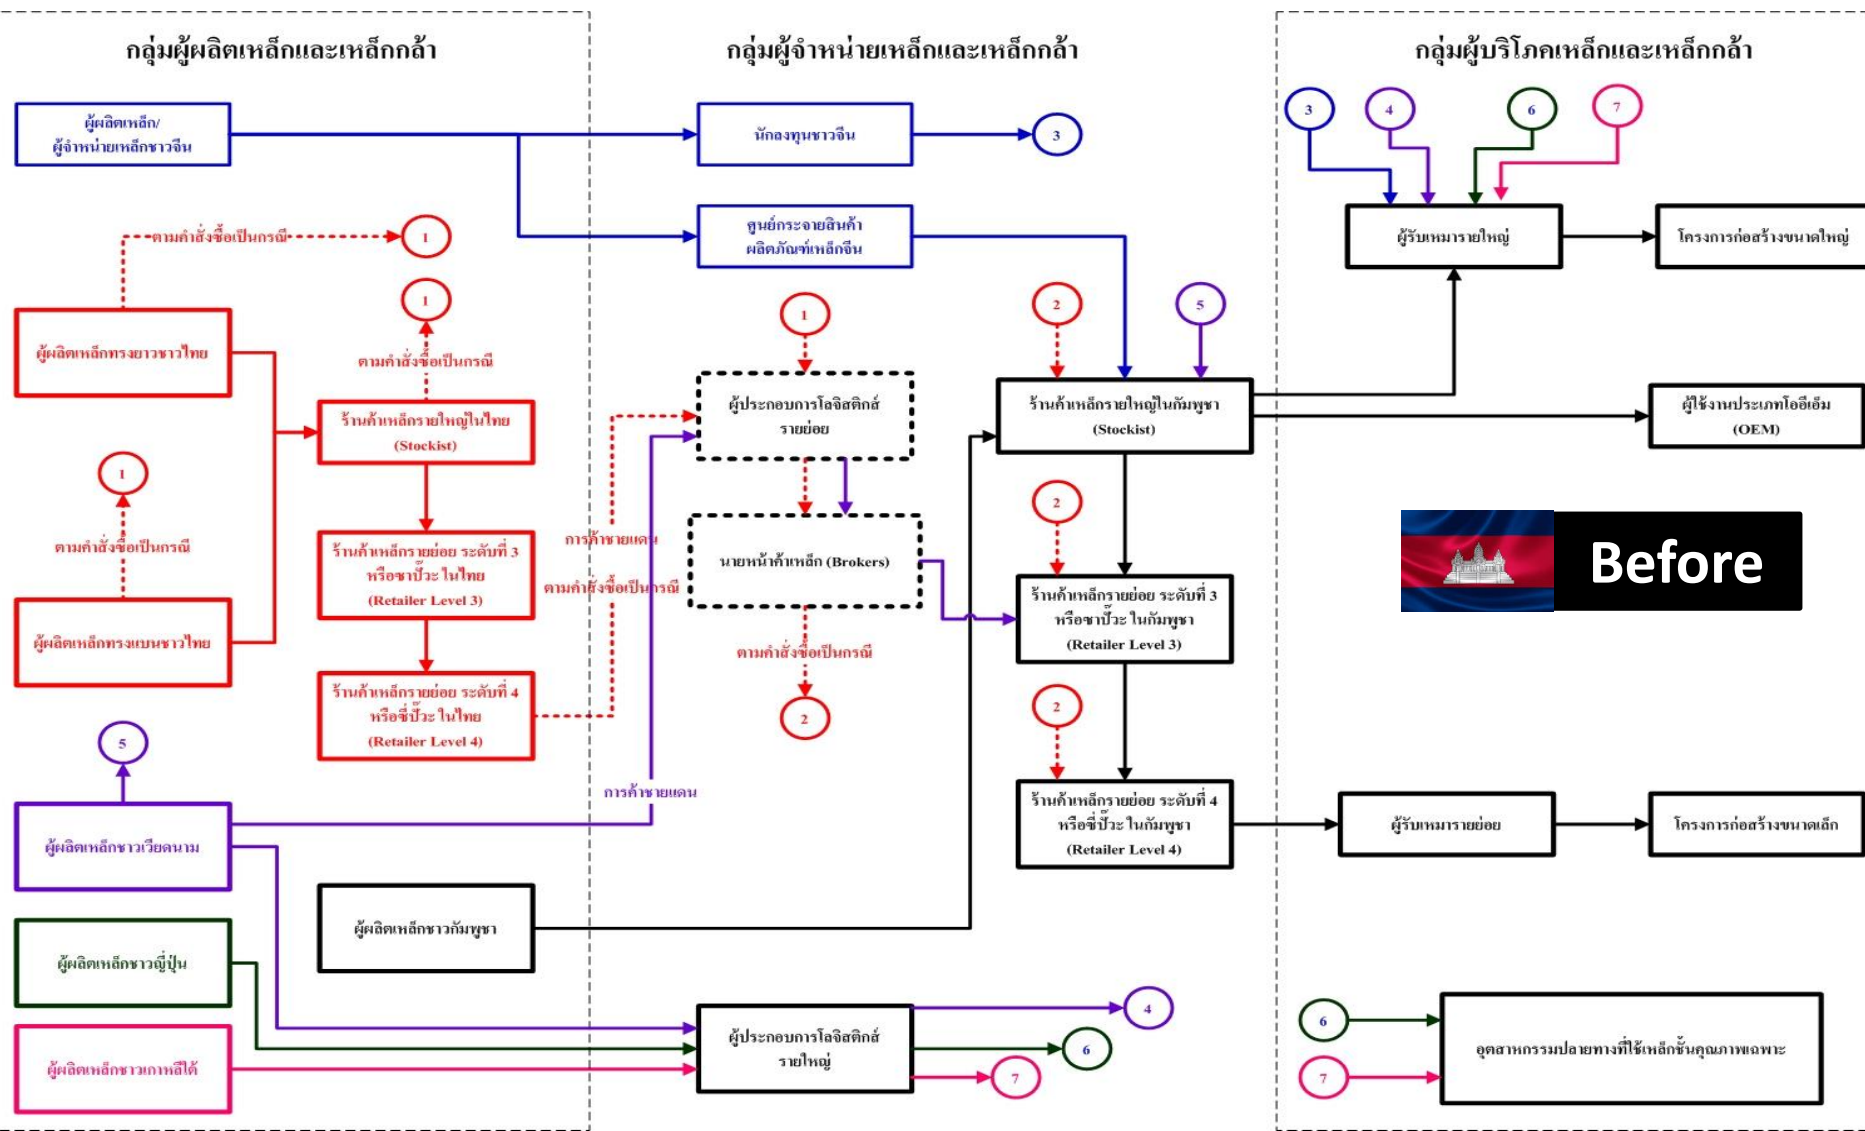 กลุ่มผู้ผลิตเหล็กและเหล็กกล้า
กลุ่มผู้จำหน่ายเหล็กและเหล็กกล้า
กลุ่มผู้บริโภคเหล็กและเหล็กกล้า
ผู้ผลิตเหล็ก/
ผู้จำหน่ายเหล็กชาวจีน
นักลงทุนชาวจีน
3
3
4
6
7
ศูนย์กระจายสินค้า
ผลิตภัณฑ์เหล็กจีน
ผู้รับเหมารายใหญ่
โครงการก่อสร้างขนาดใหญ่
ตามคำสั่งซื้อเป็นกรณี
1
1
ตามคำสั่งซื้อเป็นกรณี
1
2
5
ผู้ผลิตเหล็กทรงยาวชาวไทย
ร้านค้าเหล็กรายใหญ่ในไทย
(Stockist)
ผู้ประกอบการโลจิสติกส์
รายย่อย
ร้านค้าเหล็กรายใหญ่ในกัมพูชา
(Stockist)
ผู้ใช้งานประเภทโออีเอ็ม
(OEM)
1
ตามคำสั่งซื้อเป็นกรณี
ร้านค้าเหล็กรายย่อย ระดับที่ 3
หรือซาปั๊วะ ในไทย
(Retailer Level 3)
การค้าชายแดน
ตามคำสั่งซื้อเป็นกรณี
นายหน้าค้าเหล็ก (Brokers)
2
ร้านค้าเหล็กรายย่อย ระดับที่ 3
หรือซาปั๊วะ ในกัมพูชา
(Retailer Level 3)
Before
ผู้ผลิตเหล็กทรงแบนชาวไทย
ร้านค้าเหล็กรายย่อย ระดับที่ 4
หรือซี่ปั๊วะ ในไทย
(Retailer Level 4)
ตามคำสั่งซื้อเป็นกรณี
2
2
5
การค้าชายแดน
ผู้ผลิตเหล็กชาวเวียดนาม
ร้านค้าเหล็กรายย่อย ระดับที่ 4
หรือซี่ปั๊วะ ในกัมพูชา
(Retailer Level 4)
ผู้รับเหมารายย่อย
โครงการก่อสร้างขนาดเล็ก
ผู้ผลิตเหล็กชาวกัมพูชา
ผู้ผลิตเหล็กชาวญี่ปุ่น
ผู้ผลิตเหล็กชาวเกาหลีใต้
ผู้ประกอบการโลจิสติกส์
รายใหญ่
4
6
7
6
7
อุตสาหกรรมปลายทางที่ใช้เหล็กชั้นคุณภาพเฉพาะ